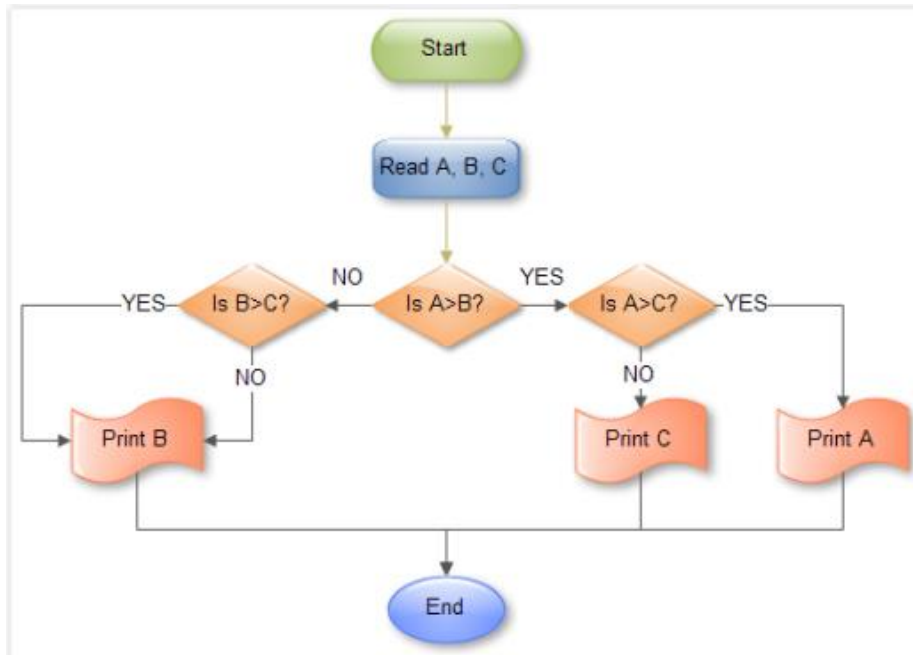 Start
Read A, B, C
NO
YES
YES
Is B>C?
Is A>B?
Is A>C?
YES
NO
NO
Print B
Print C
Print A
End